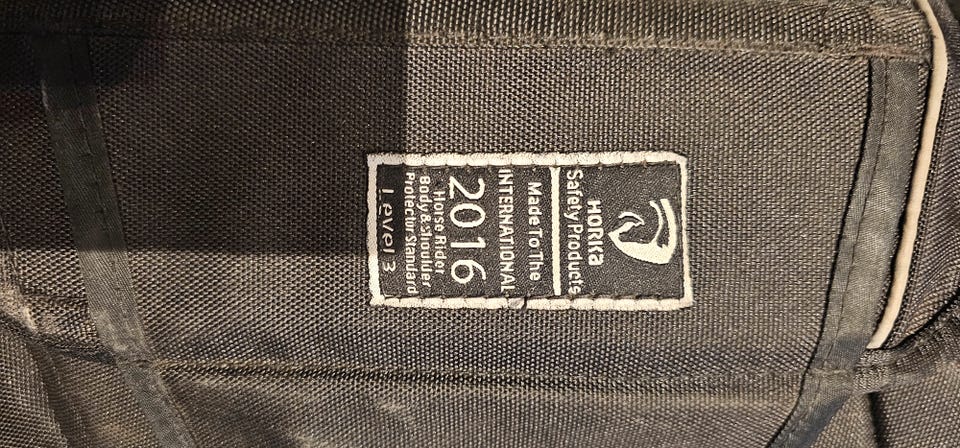 HORKA
Safety Products
Made To The
INTERNATIONAL
2016
Horse Rider
Body & Shoulder
Protector Standard
Level 3